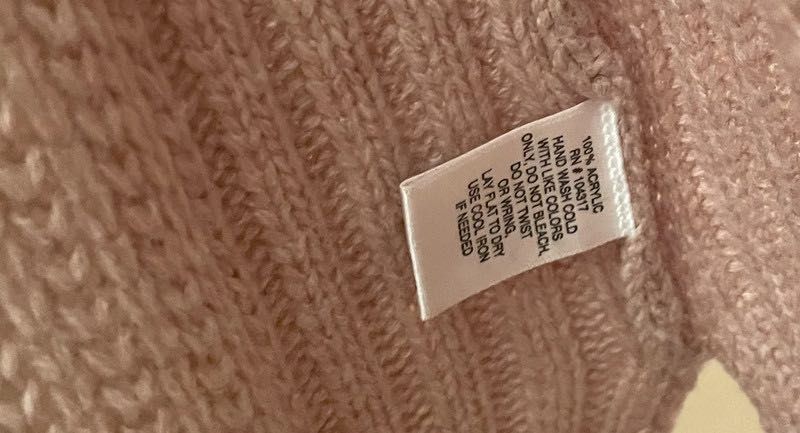 100% ACRYLIC
RN # 104317
HAND WASH COLD
WITH LIKE COLORS
ONLY, DO NOT BLEACH,
DO NOT TWIST
OR WRING,
LAY FLAT TO DRY
USE COOL IRON
IF NEEDED